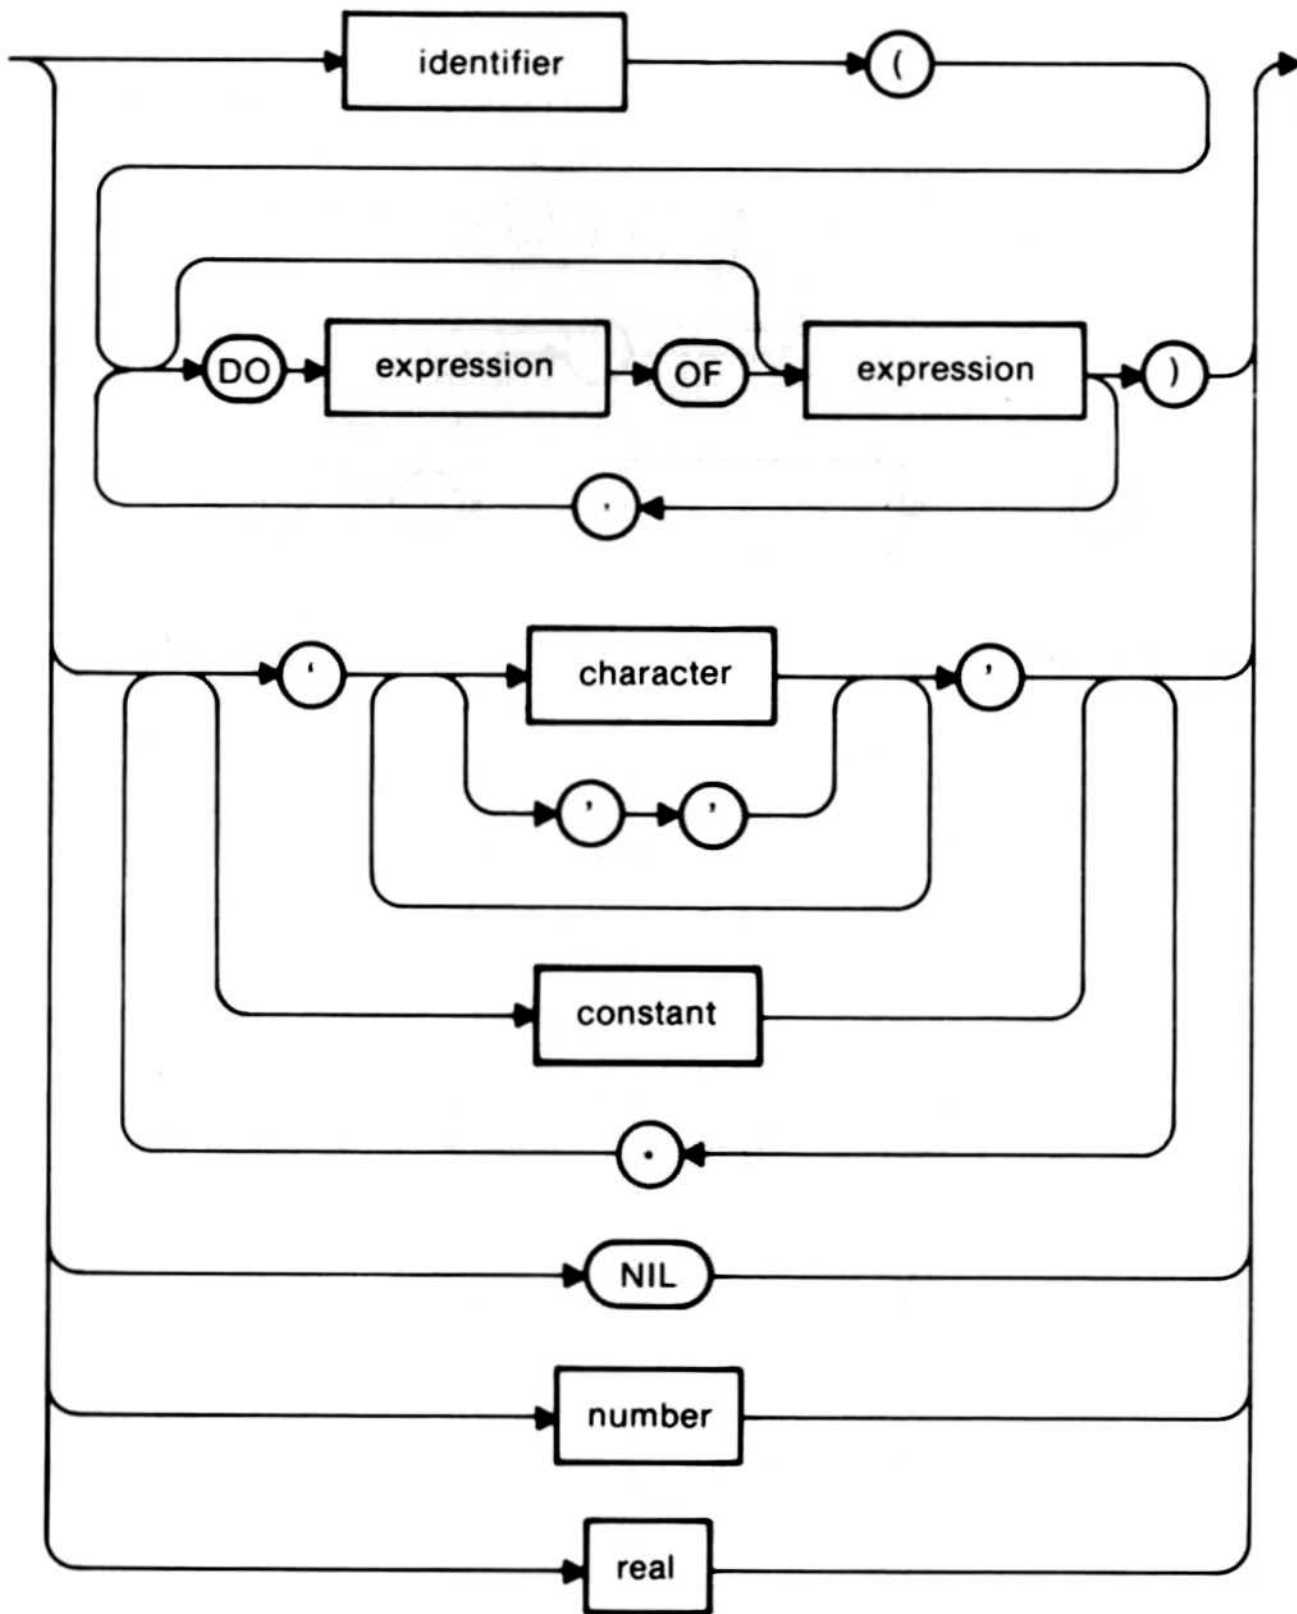 identifier (
DO expression OF expression )
,
‘ character ’
’ ’
constant
.
NIL
number
real